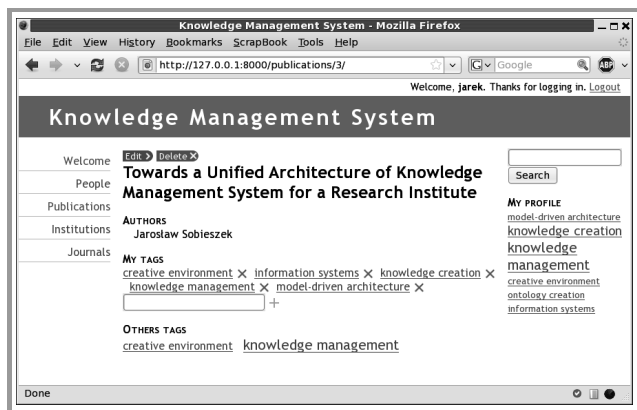 Knowledge Management System - Mozilla Firefox
File Edit View History Bookmarks ScrapBook Tools Help
http://127.0.0.1:8000/publications/3/
G Google
ABP
Welcome, jarek. Thanks for logging in. Logout
Knowledge Management System
Welcome
People
Publications
Institutions
Journals
Edit Delete
Towards a Unified Architecture of Knowledge
Management System for a Research Institute
AUTHORS
Jaroslaw Sobieszek
MY TAGS
creative environment information systems knowledge creation
knowledge management model-driven architecture
OTHERS TAGS
creative environment knowledge management
Search
MY PROFILE
model-driven architecture
knowledge creation
knowledge
management
creative environment
ontology creation
information systems
Done